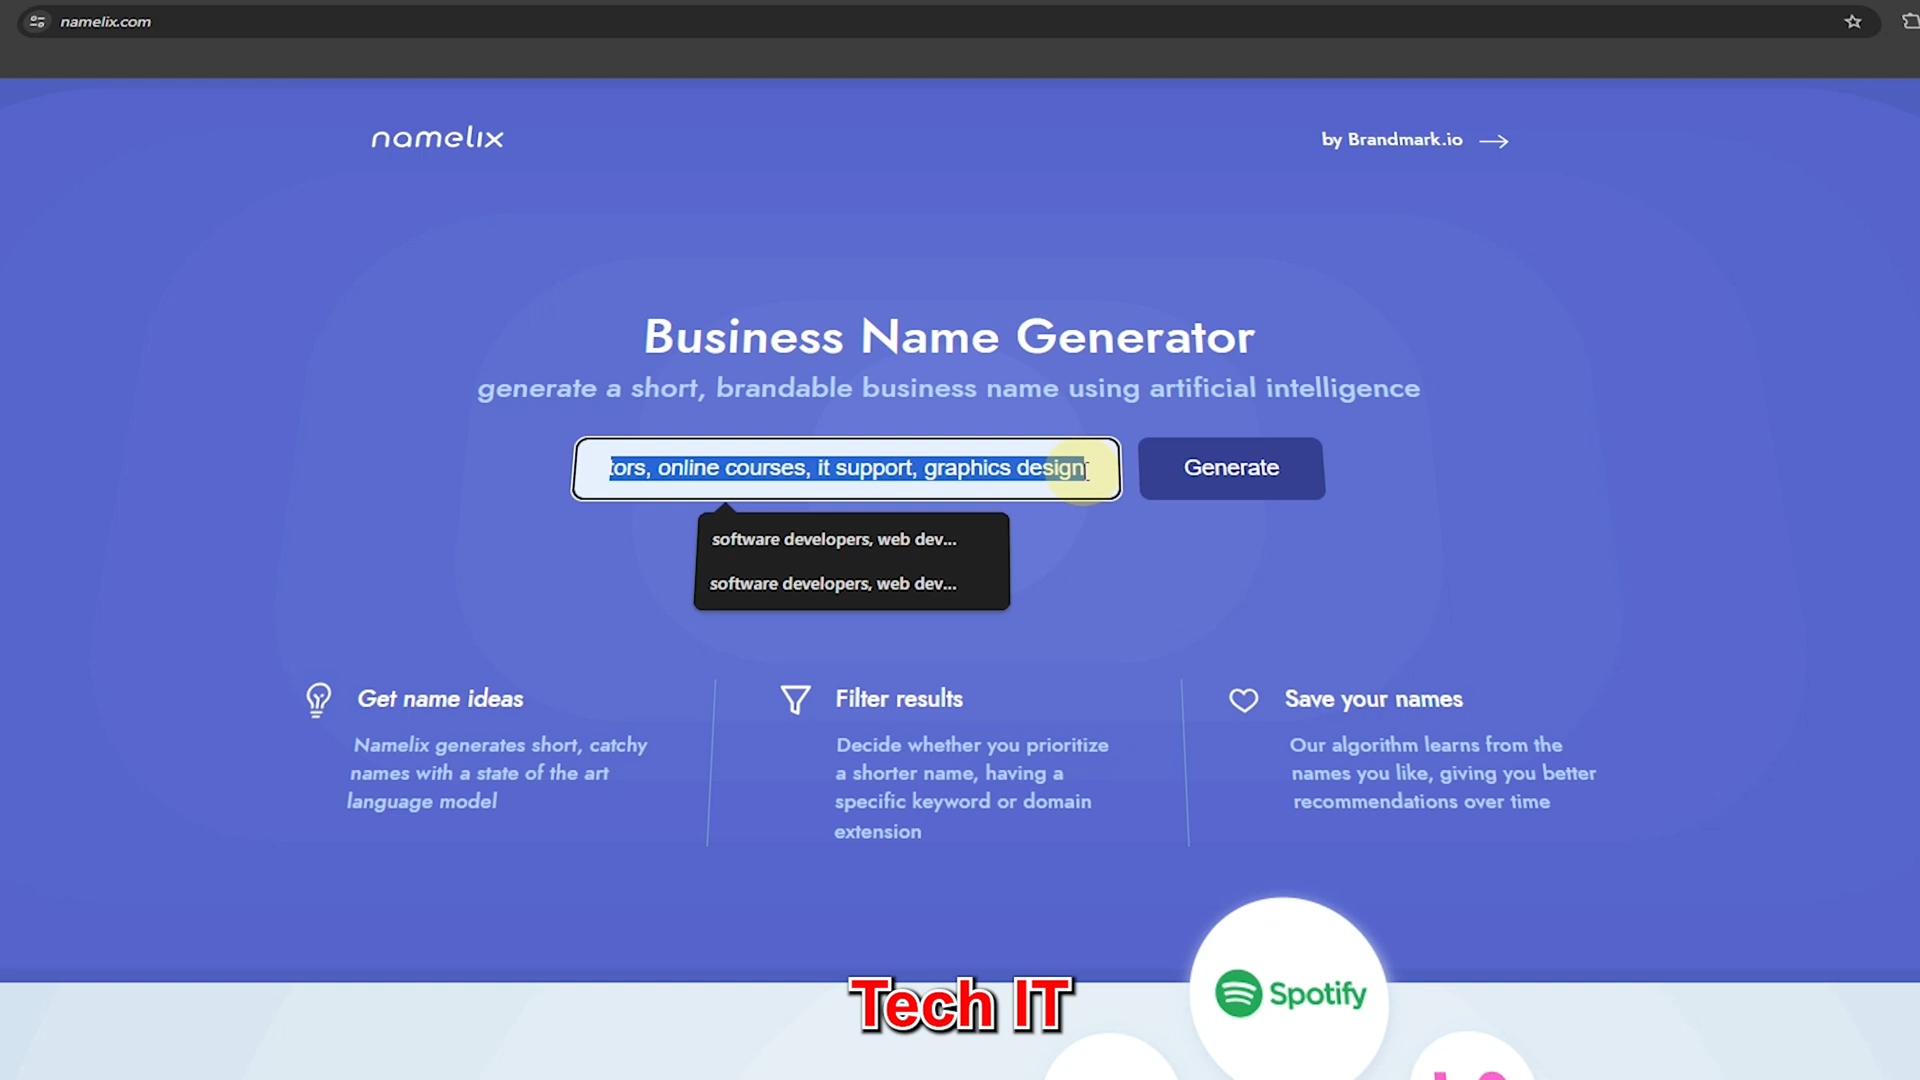 namelix.com
namelix
by Brandmark.io
Business Name Generator
generate a short, brandable business name using artificial intelligence
tors, online courses, it support, graphics design
Generate
software developers, web dev...
software developers, web dev...
Get name ideas
Namelix generates short, catchy
names with a state of the art
language model
Filter results
Decide whether you prioritize
a shorter name, having a
specific keyword or domain
extension
Save your names
Our algorithm learns from the
names you like, giving you better
recommendations over time
Tech IT
Spotify